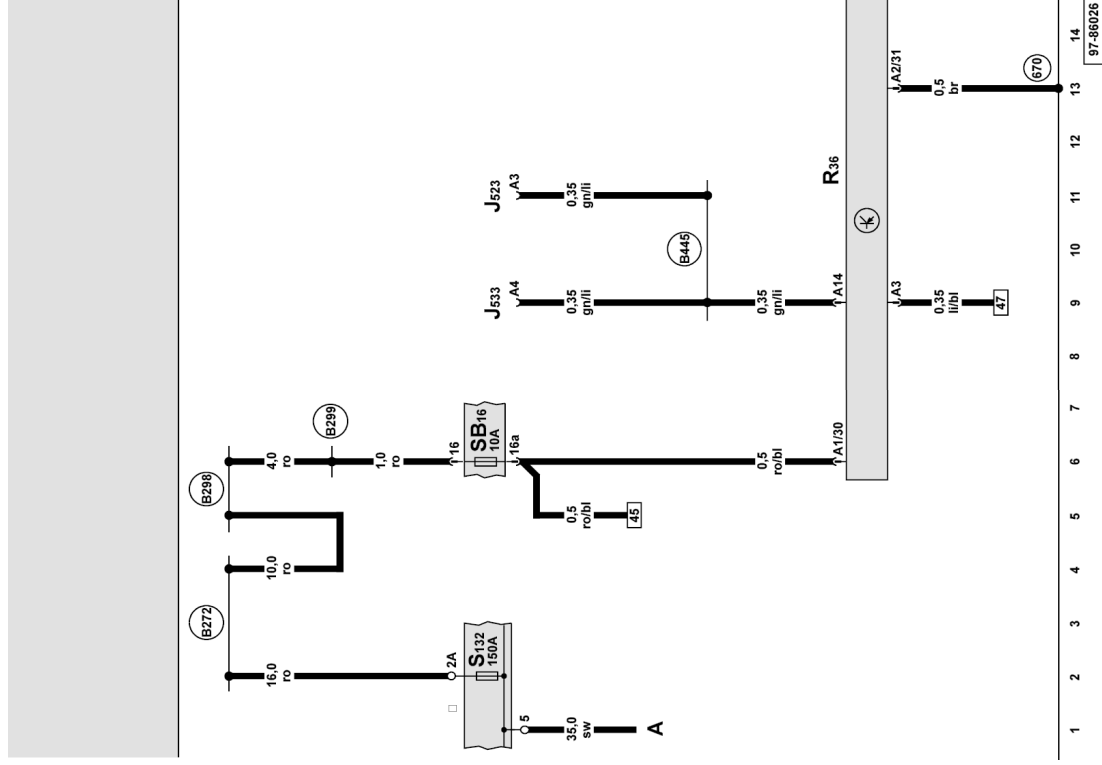 B272
B298
B299
16,0
ro
10,0
ro
4,0
ro
1,0
ro
2A
S132
150A
5
35,0
sw
A
16
SB16
10A
16a
0,5
ro/bl
45
0,5
ro/bl
A1/30
J533
A4
0,35
gn/li
J523
A3
0,35
gn/li
B445
0,35
gn/li
A14
R36
A3
0,35
li/bl
47
A2/31
0,5
br
670
1 2 3 4 5 6 7 8 9 10 11 12 13 14
97-86026